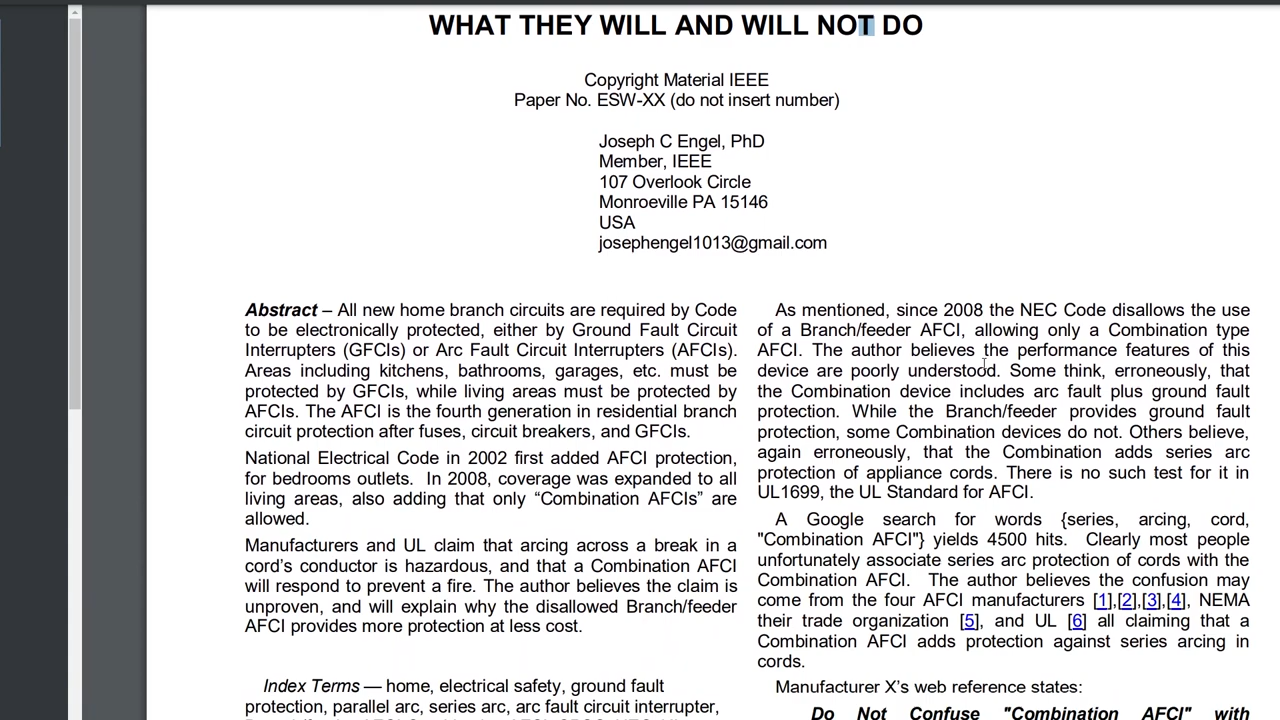 WHAT THEY WILL AND WILL NOT DO
Copyright Material IEEE
Paper No. ESW-XX (do not insert number)
Joseph C Engel, PhD
Member, IEEE
107 Overlook Circle
Monroeville PA 15146
USA
josephengel1013@gmail.com
Abstract – All new home branch circuits are required by Code
to be electronically protected, either by Ground Fault Circuit
Interrupters (GFCIs) or Arc Fault Circuit Interrupters (AFCIs).
Areas including kitchens, bathrooms, garages, etc. must be
protected by GFCIs, while living areas must be protected by
AFCIs. The AFCI is the fourth generation in residential branch
circuit protection after fuses, circuit breakers, and GFCIs.
National Electrical Code in 2002 first added AFCI protection,
for bedrooms outlets. In 2008, coverage was expanded to all
living areas, also adding that only “Combination AFCIs” are
allowed.
Manufacturers and UL claim that arcing across a break in a
cord’s conductor is hazardous, and that a Combination AFCI
will respond to prevent a fire. The author believes the claim is
unproven, and will explain why the disallowed Branch/feeder
AFCI provides more protection at less cost.
Index Terms — home, electrical safety, ground fault
protection, parallel arc, series arc, arc fault circuit interrupter,
As mentioned, since 2008 the NEC Code disallows the use
of a Branch/feeder AFCI, allowing only a Combination type
AFCI. The author believes the performance features of this
device are poorly understood. Some think, erroneously, that
the Combination device includes arc fault plus ground fault
protection. While the Branch/feeder provides ground fault
protection, some Combination devices do not. Others believe,
again erroneously, that the Combination adds series arc
protection of appliance cords. There is no such test for it in
UL1699, the UL Standard for AFCI.
A Google search for words {series, arcing, cord,
"Combination AFCI"} yields 4500 hits. Clearly most people
unfortunately associate series arc protection of cords with the
Combination AFCI. The author believes the confusion may
come from the four AFCI manufacturers [1],[2],[3],[4], NEMA
their trade organization [5], and UL [6] all claiming that a
Combination AFCI adds protection against series arcing in
cords.
Manufacturer X’s web reference states:
Do Not Confuse "Combination AFCI" with